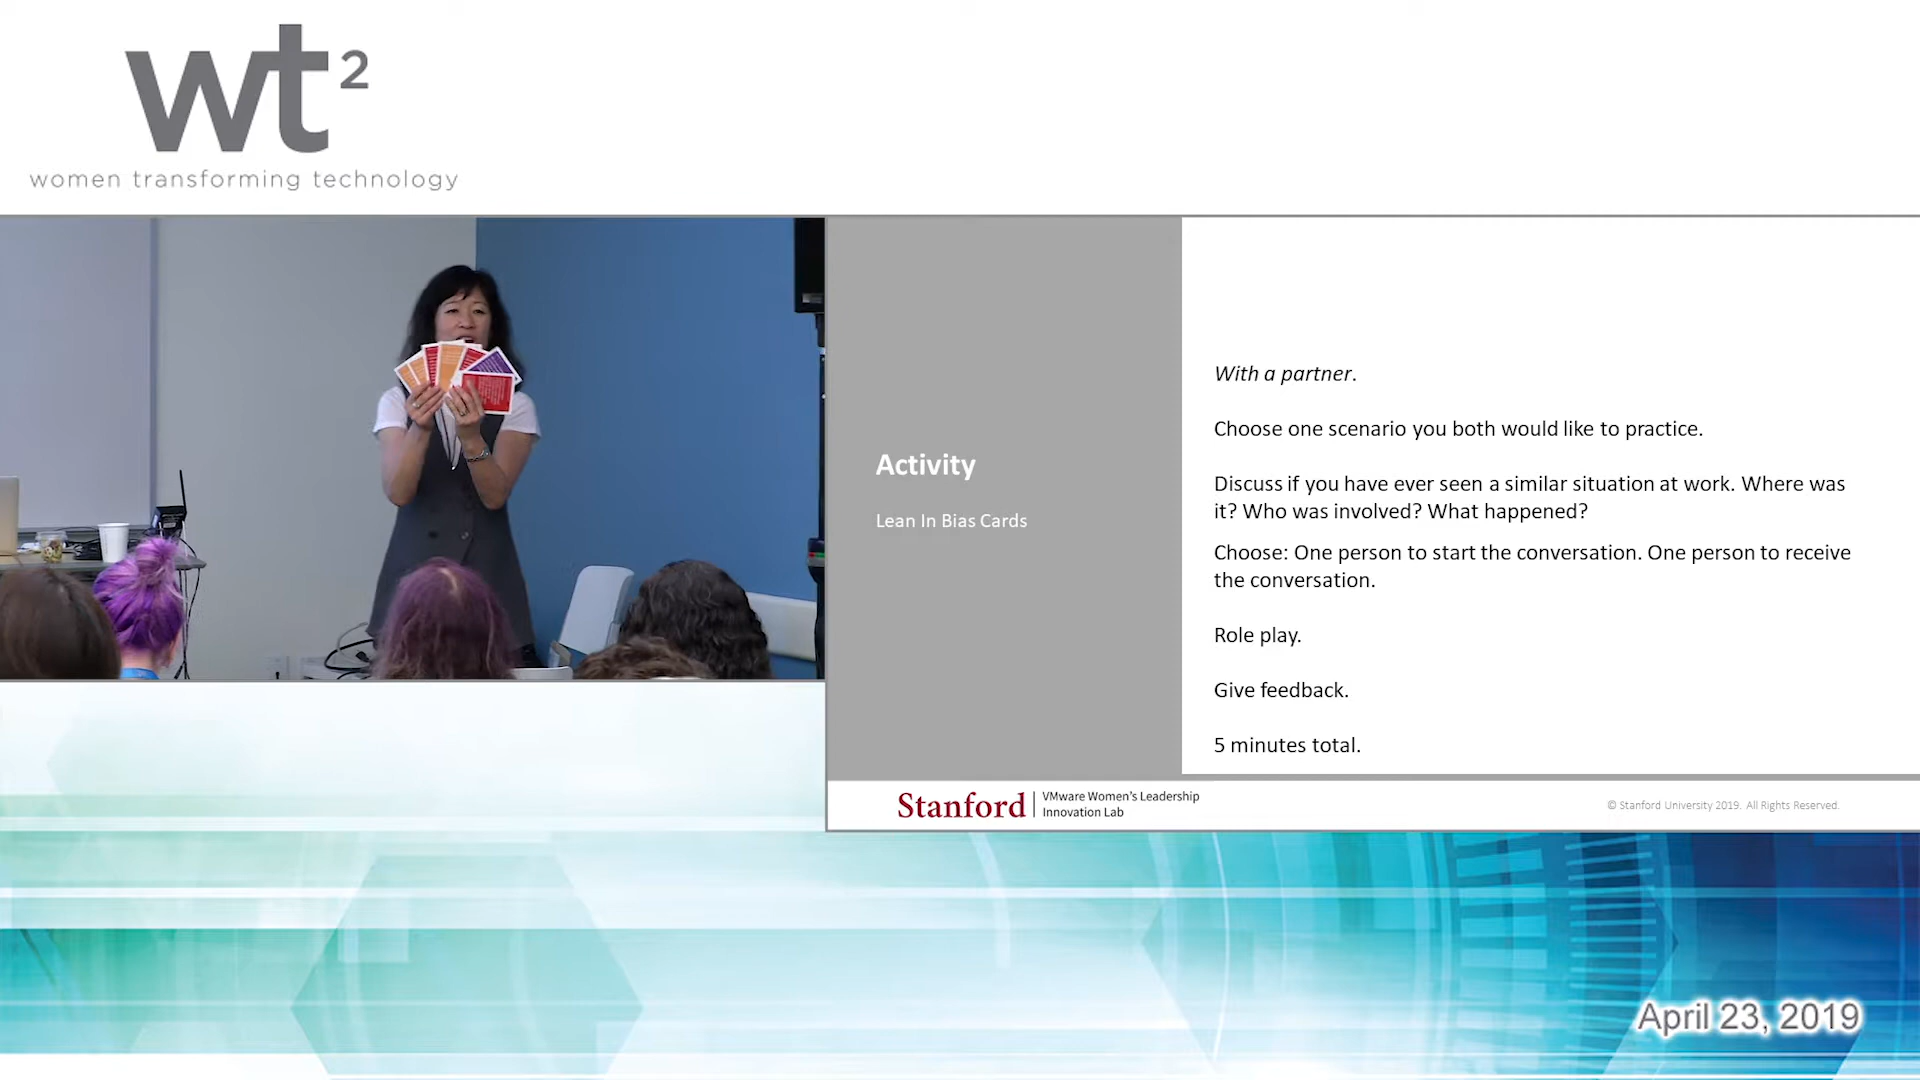 wt2
women transforming technology
Activity
Lean In Bias Cards
With a partner.
Choose one scenario you both would like to practice.
Discuss if you have ever seen a similar situation at work. Where was
it? Who was involved? What happened?
Choose: One person to start the conversation. One person to receive
the conversation.
Role play.
Give feedback.
5 minutes total.
Stanford
VMware Women's Leadership
Innovation Lab
© Stanford University 2019. All Rights Reserved.
April 23, 2019